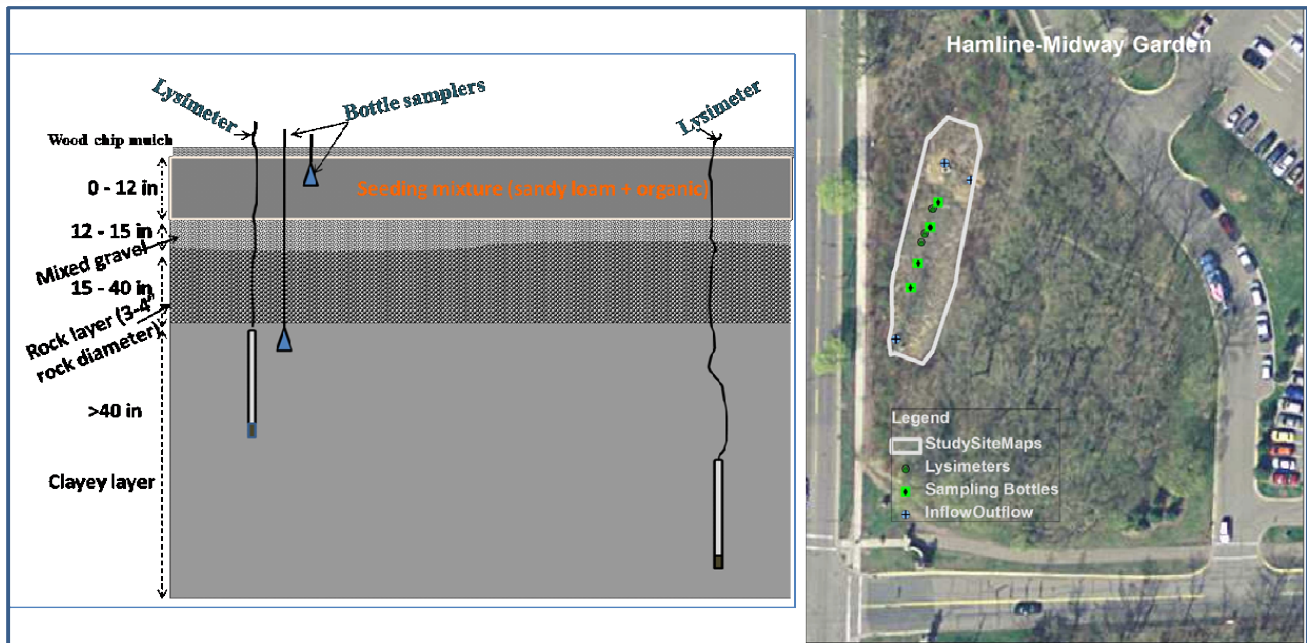 Lysimeter
Bottle samplers
Lysimeter
Wood chip mulch
0 - 12 in
Seeding mixture (sandy loam + organic)
12 - 15 in
Mixed gravel
15 - 40 in
Rock layer (3-4"
rock diameter)
>40 in
Clayey layer
Hamline-Midway Garden
Legend
StudySiteMaps
Lysimeters
Sampling Bottles
InflowOutflow